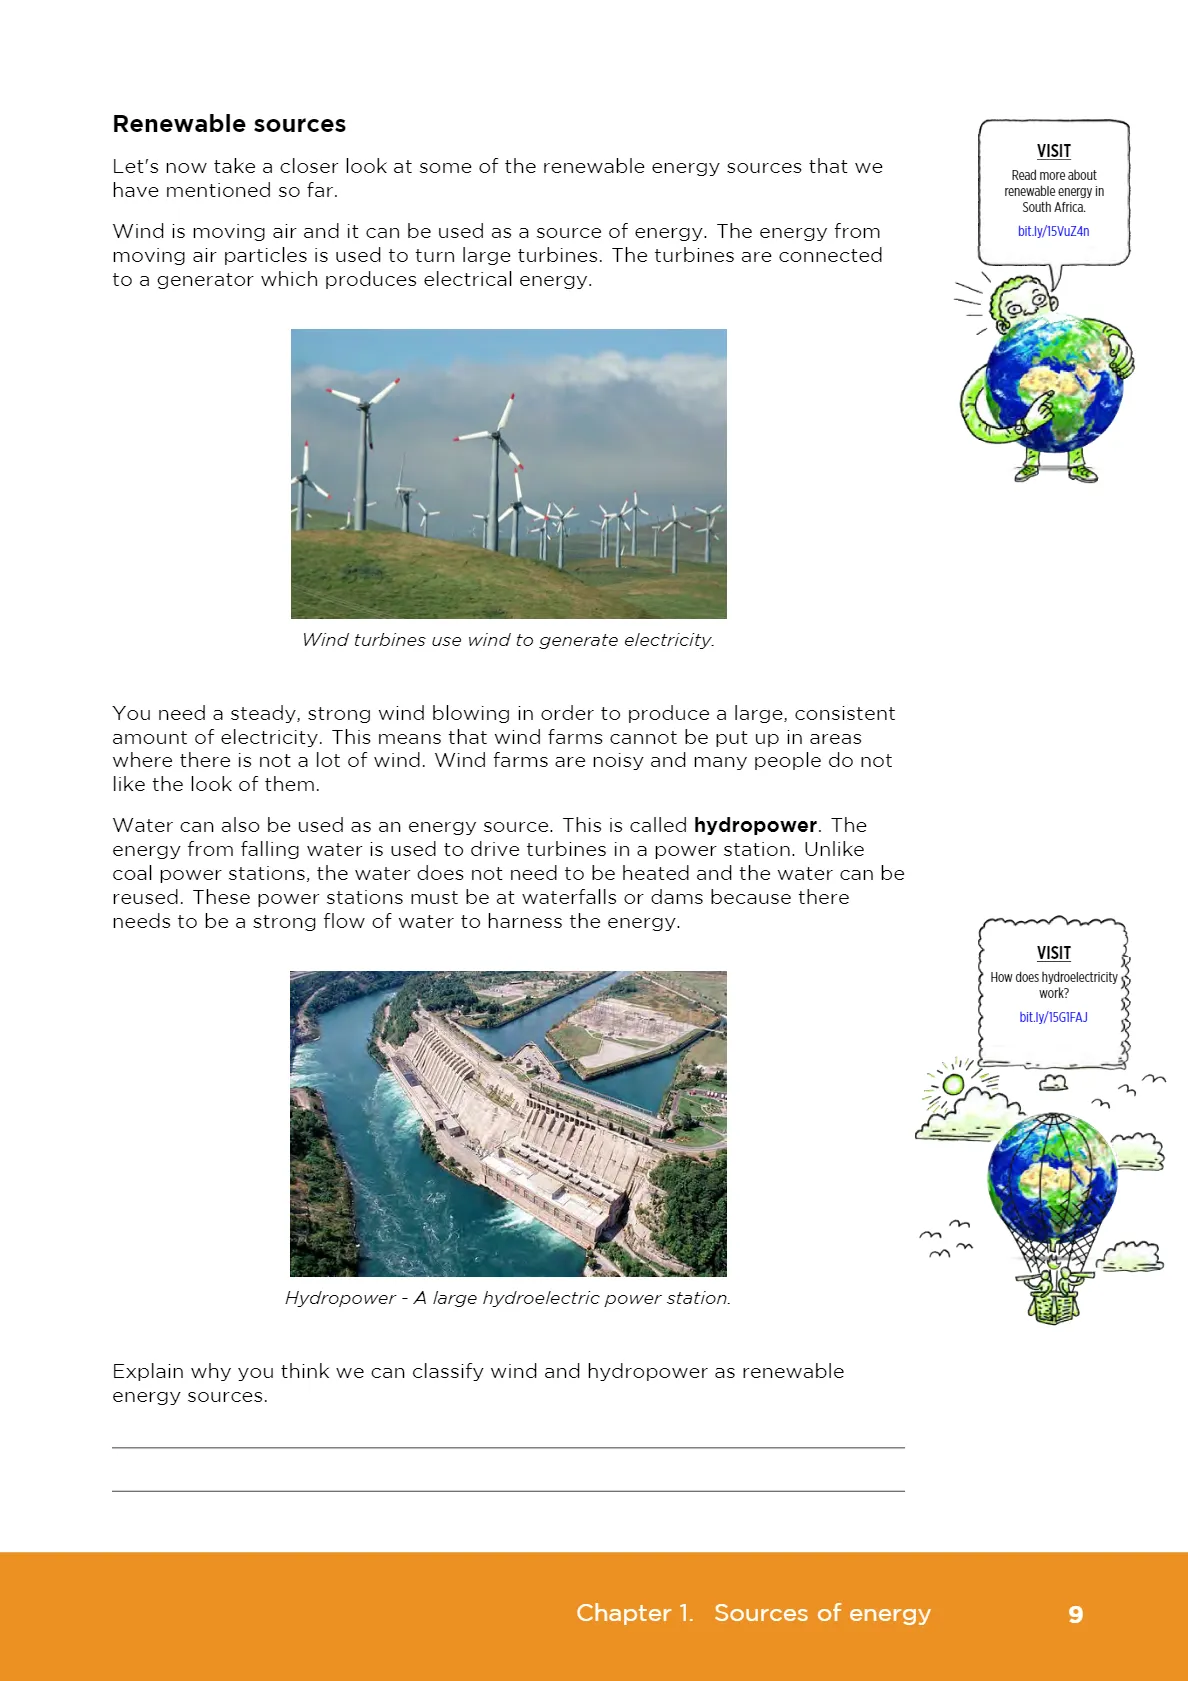 Renewable sources
Let's now take a closer look at some of the renewable energy sources that we
have mentioned so far.
Wind is moving air and it can be used as a source of energy. The energy from
moving air particles is used to turn large turbines. The turbines are connected
to a generator which produces electrical energy.
VISIT
Read more about
renewable energy in
South Africa.
bit.ly/15VuZ4n
Wind turbines use wind to generate electricity.
You need a steady, strong wind blowing in order to produce a large, consistent
amount of electricity. This means that wind farms cannot be put up in areas
where there is not a lot of wind. Wind farms are noisy and many people do not
like the look of them.
Water can also be used as an energy source. This is called hydropower. The
energy from falling water is used to drive turbines in a power station. Unlike
coal power stations, the water does not need to be heated and the water can be
reused. These power stations must be at waterfalls or dams because there
needs to be a strong flow of water to harness the energy.
VISIT
How does hydroelectricity
work?
bit.ly/15G1FAJ
Hydropower - A large hydroelectric power station.
Explain why you think we can classify wind and hydropower as renewable
energy sources.
Chapter 1. Sources of energy
9